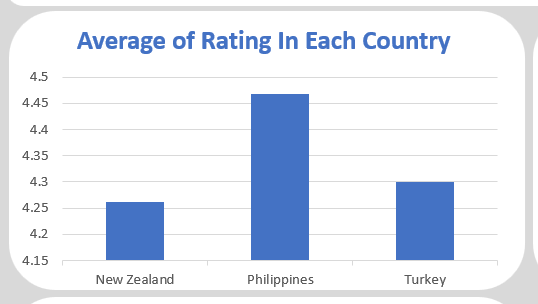 Average of Rating In Each Country
4.5
4.45
4.4
4.35
4.3
4.25
4.2
4.15
New Zealand
Philippines
Turkey